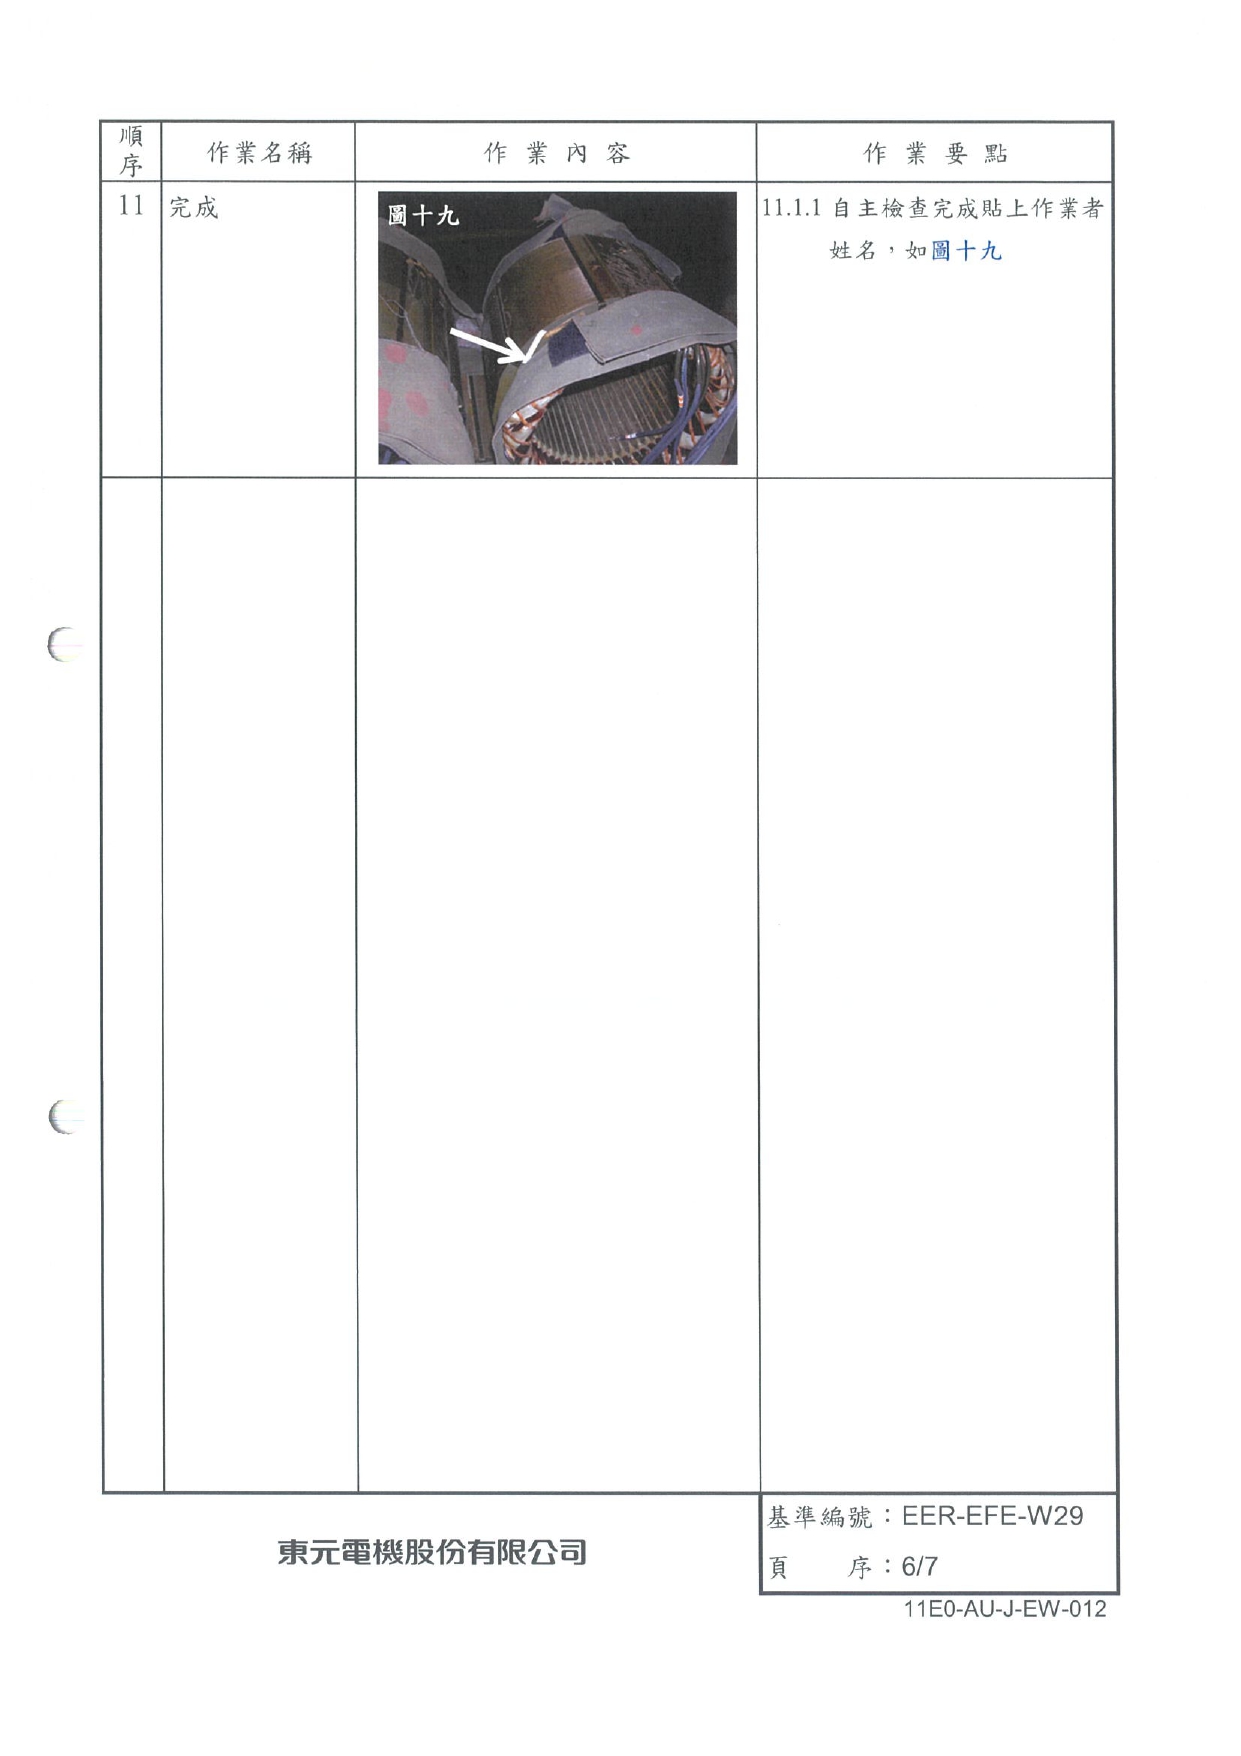 順序
作業名稱
作業內容
作業要點
11
完成
圖十九
11.1.1 自主檢查完成貼上作業者
姓名，如圖十九
東元電機股份有限公司
基準編號：EER-EFE-W29
頁 序：6/7
11E0-AU-J-EW-012